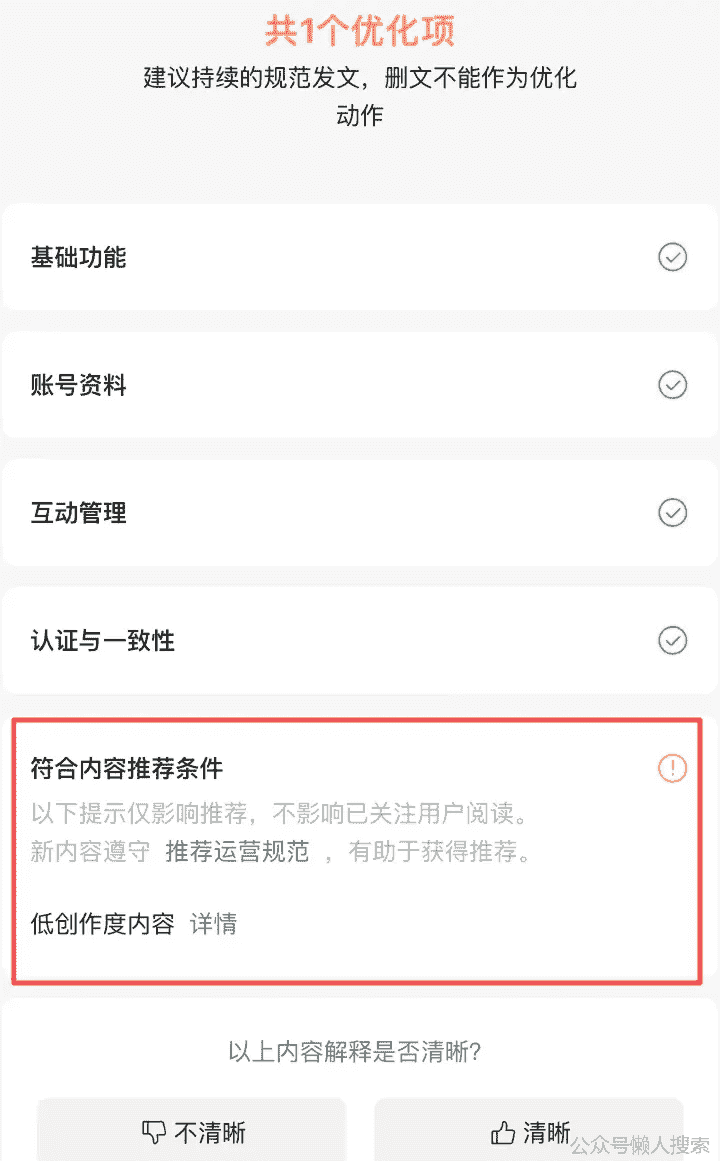 共1个优化项
建议持续的规范发文，删文不能作为优化
动作
基础功能
账号资料
互动管理
认证与一致性
符合内容推荐条件
以下提示仅影响推荐，不影响已关注用户阅读。
新内容遵守 推荐运营规范 ，有助于获得推荐。
低创作度内容 详情
以上内容解释是否清晰？
不清晰
清晰
公众号懒人搜索